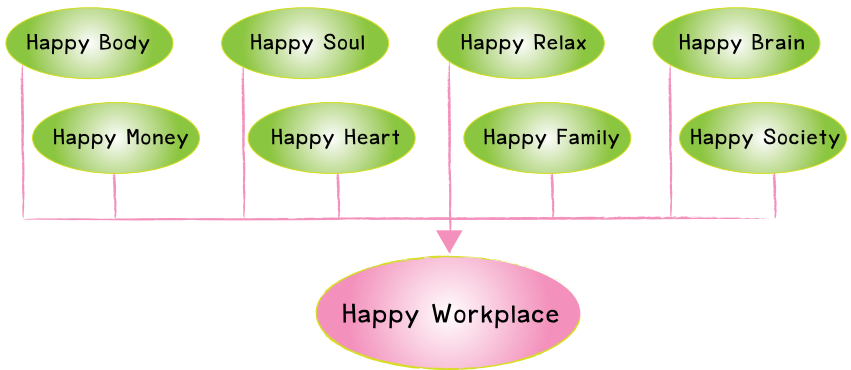 Happy Body
Happy Soul
Happy Relax
Happy Brain
Happy Money
Happy Heart
Happy Family
Happy Society
Happy Workplace